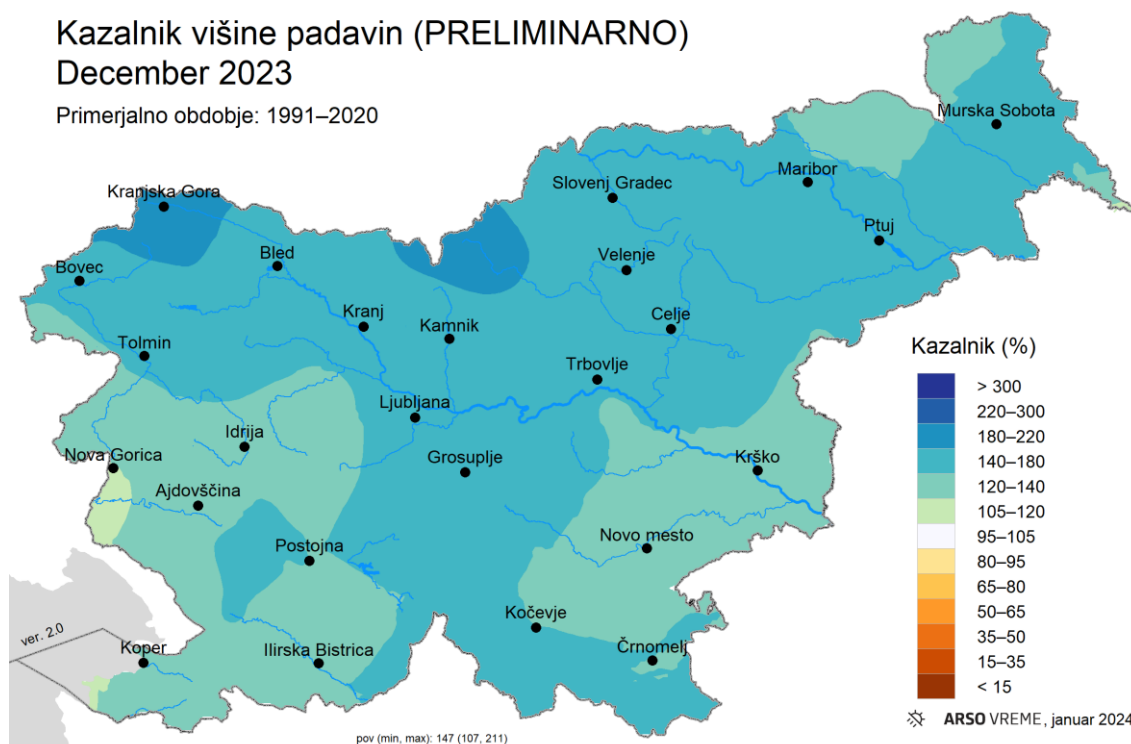 Kazalnik višine padavin (PRELIMINARNO)
December 2023
Primerjalno obdobje: 1991–2020
Murska Sobota
Maribor
Slovenj Gradec
Kranjska Gora
Ptuj
Velenje
Bled
Bovec
Kranj
Kamnik
Celje
Tolmin
Trbovlje
Ljubljana
Idrija
Nova Gorica
Grosuplje
Krško
Ajdovščina
Novo mesto
Postojna
Kočevje
Črnomelj
Koper
Ilirska Bistrica
ver. 2.0
Kazalnik (%)
> 300
220–300
180–220
140–180
120–140
105–120
95–105
80–95
65–80
50–65
35–50
15–35
< 15
ARSO VREME, januar 2024
pov (min, max): 147 (107, 211)